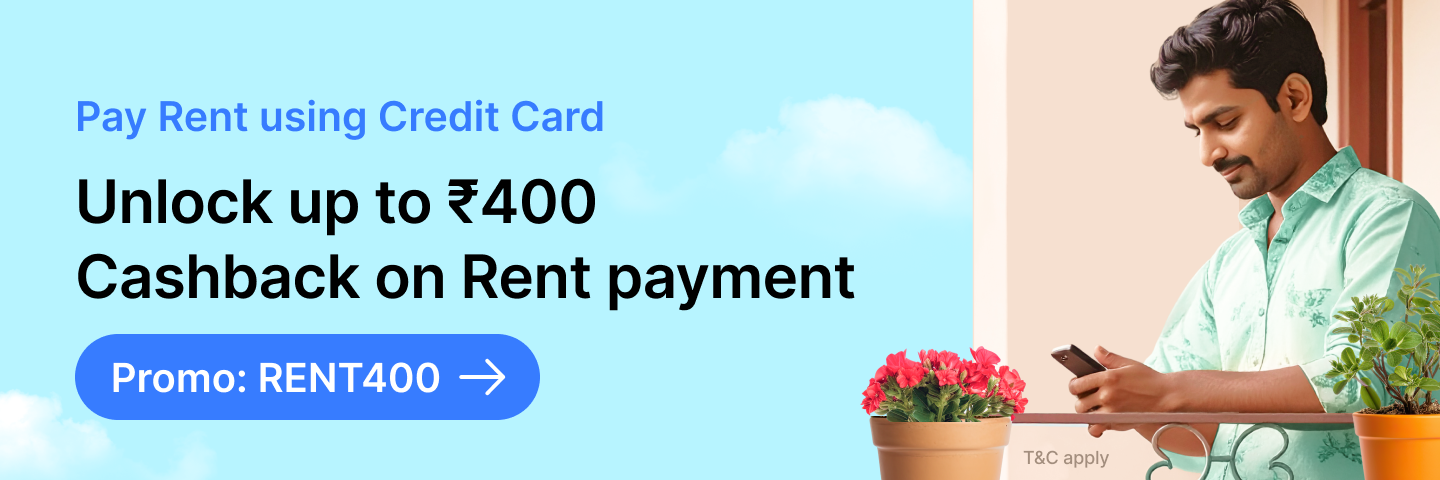 Pay Rent using Credit Card
Unlock up to ₹400
Cashback on Rent payment
Promo: RENT400 →
T&C apply